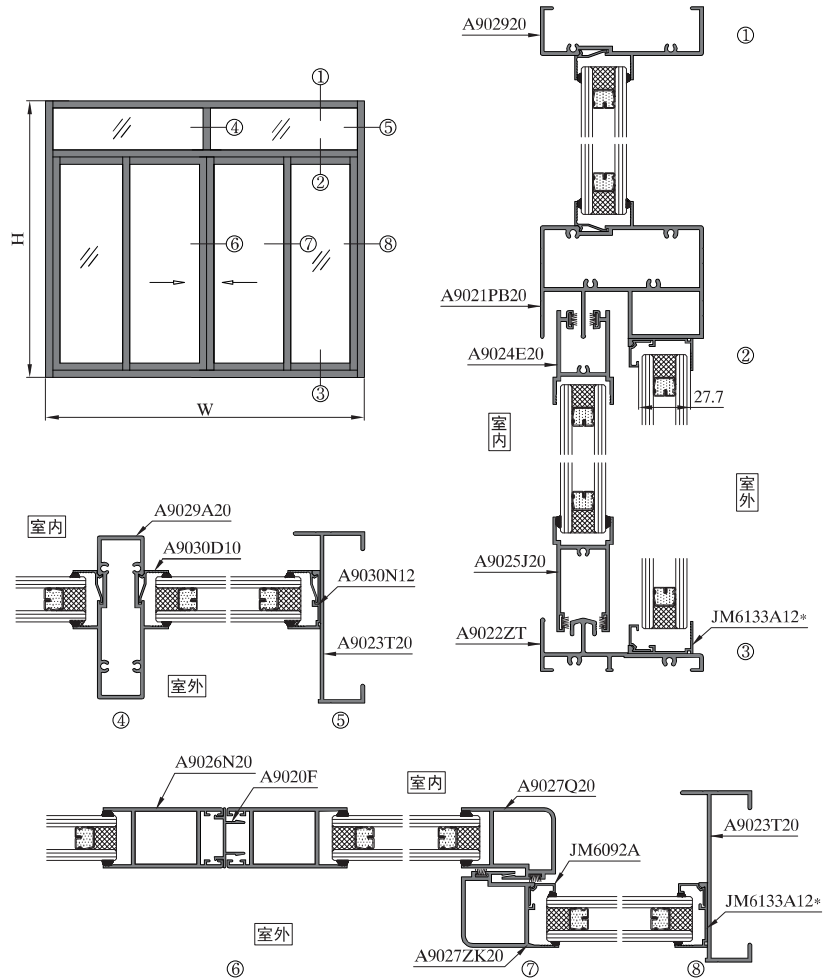 A902920
①
①
④
⑤
②
H
⑥
⑦
⑧
A9021PB20
②
A9024E20
27.7
③
W
室内
室外
A9029A20
室内
A9030D10
A9025J20
A9030N12
JM6133A12*
A9022ZT
A9023T20
③
室外
④
⑤
A9026N20
A9020F
室内
A9027Q20
A9023T20
JM6092A
JM6133A12*
室外
A9027ZK20
⑥
⑦
⑧